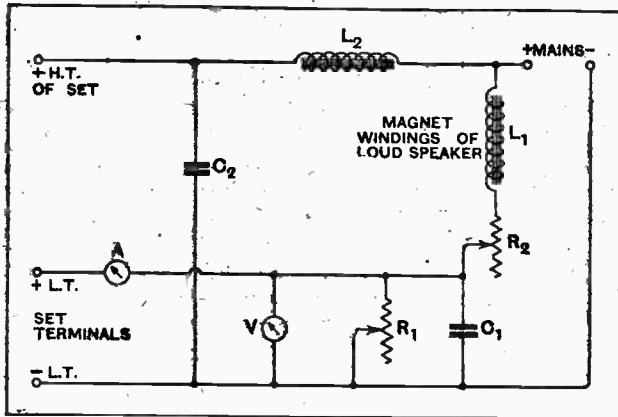 L2
+ H.T.
OF SET
+MAINS-
MAGNET
WINDINGS OF
LOUD SPEAKER
L1
C2
R2
A
+ L.T.
SET
TERMINALS
V
R1
C1
- L.T.